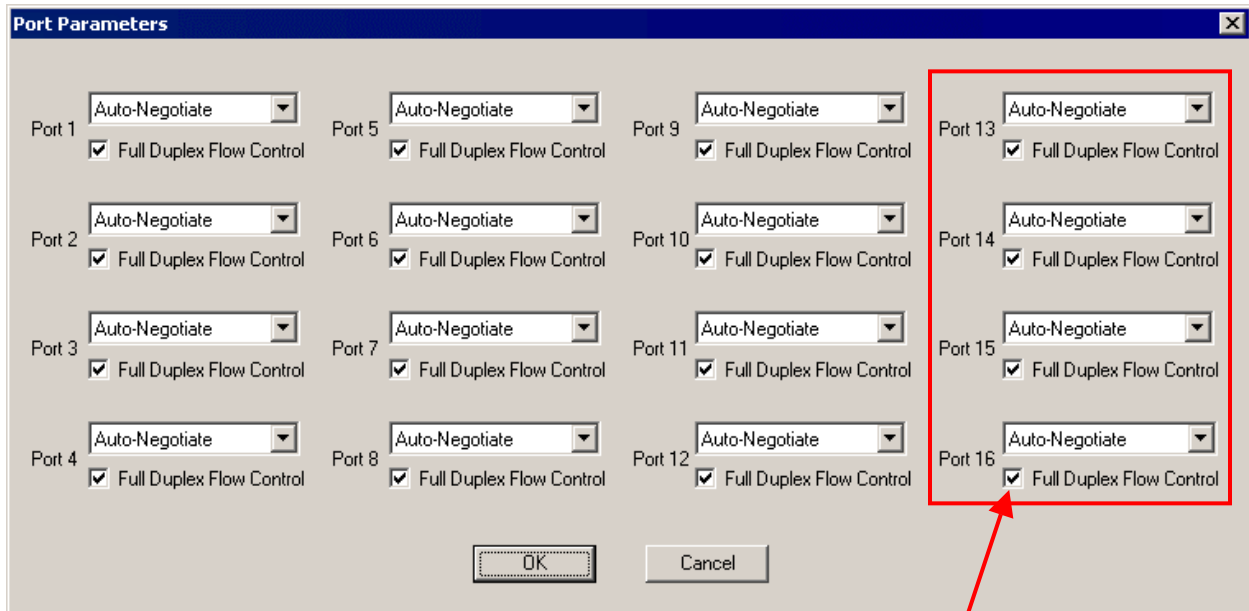 Port Parameters
Port 1 Auto-Negotiate
Full Duplex Flow Control
Port 2 Auto-Negotiate
Full Duplex Flow Control
Port 3 Auto-Negotiate
Full Duplex Flow Control
Port 4 Auto-Negotiate
Full Duplex Flow Control
Port 5 Auto-Negotiate
Full Duplex Flow Control
Port 6 Auto-Negotiate
Full Duplex Flow Control
Port 7 Auto-Negotiate
Full Duplex Flow Control
Port 8 Auto-Negotiate
Full Duplex Flow Control
Port 9 Auto-Negotiate
Full Duplex Flow Control
Port 10 Auto-Negotiate
Full Duplex Flow Control
Port 11 Auto-Negotiate
Full Duplex Flow Control
Port 12 Auto-Negotiate
Full Duplex Flow Control
Port 13 Auto-Negotiate
Full Duplex Flow Control
Port 14 Auto-Negotiate
Full Duplex Flow Control
Port 15 Auto-Negotiate
Full Duplex Flow Control
Port 16 Auto-Negotiate
Full Duplex Flow Control
OK
Cancel